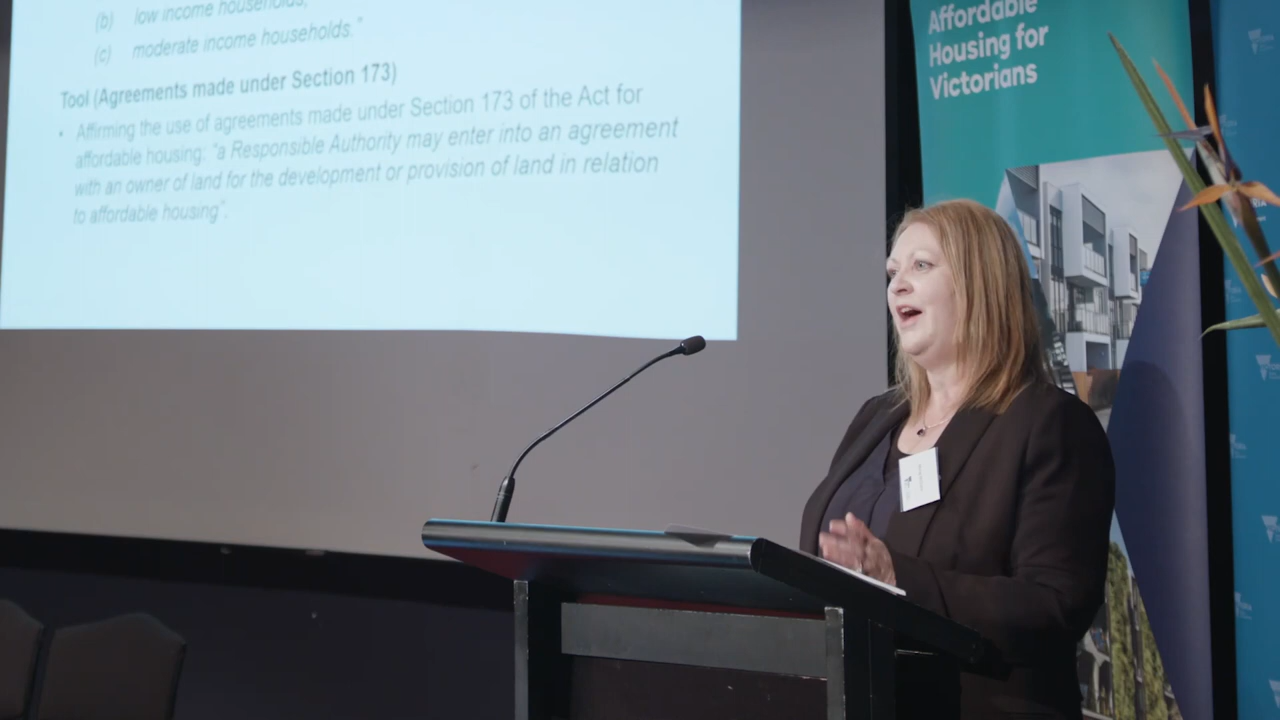 (b) low income households;
(c) moderate income households."
Tool (Agreements made under Section 173)
• Affirming the use of agreements made under Section 173 of the Act for
affordable housing: "a Responsible Authority may enter into an agreement
with an owner of land for the development or provision of land in relation
to affordable housing".
Affordable
Housing for
Victorians